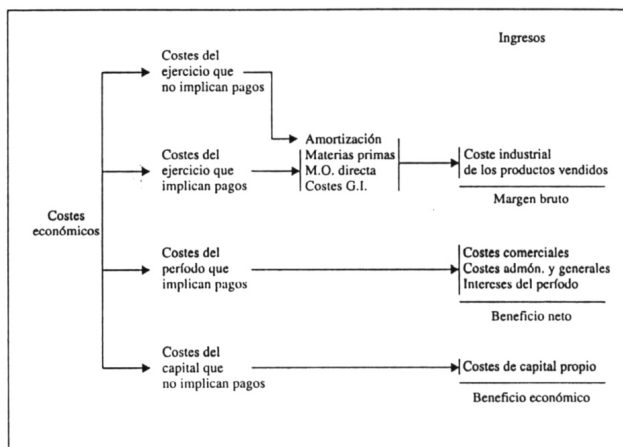 Ingresos
Costes del
ejercicio que
no implican pagos
Amortización
Materias primas
M.O. directa
Costes G.I.
Costes del
ejercicio que
implican pagos
Coste industrial
de los productos vendidos
Margen bruto
Costes
económicos
Costes del
período que
implican pagos
Costes comerciales
Costes admón. y generales
Intereses del período
Beneficio neto
Costes del
capital que
no implican pagos
Costes de capital propio
Beneficio económico